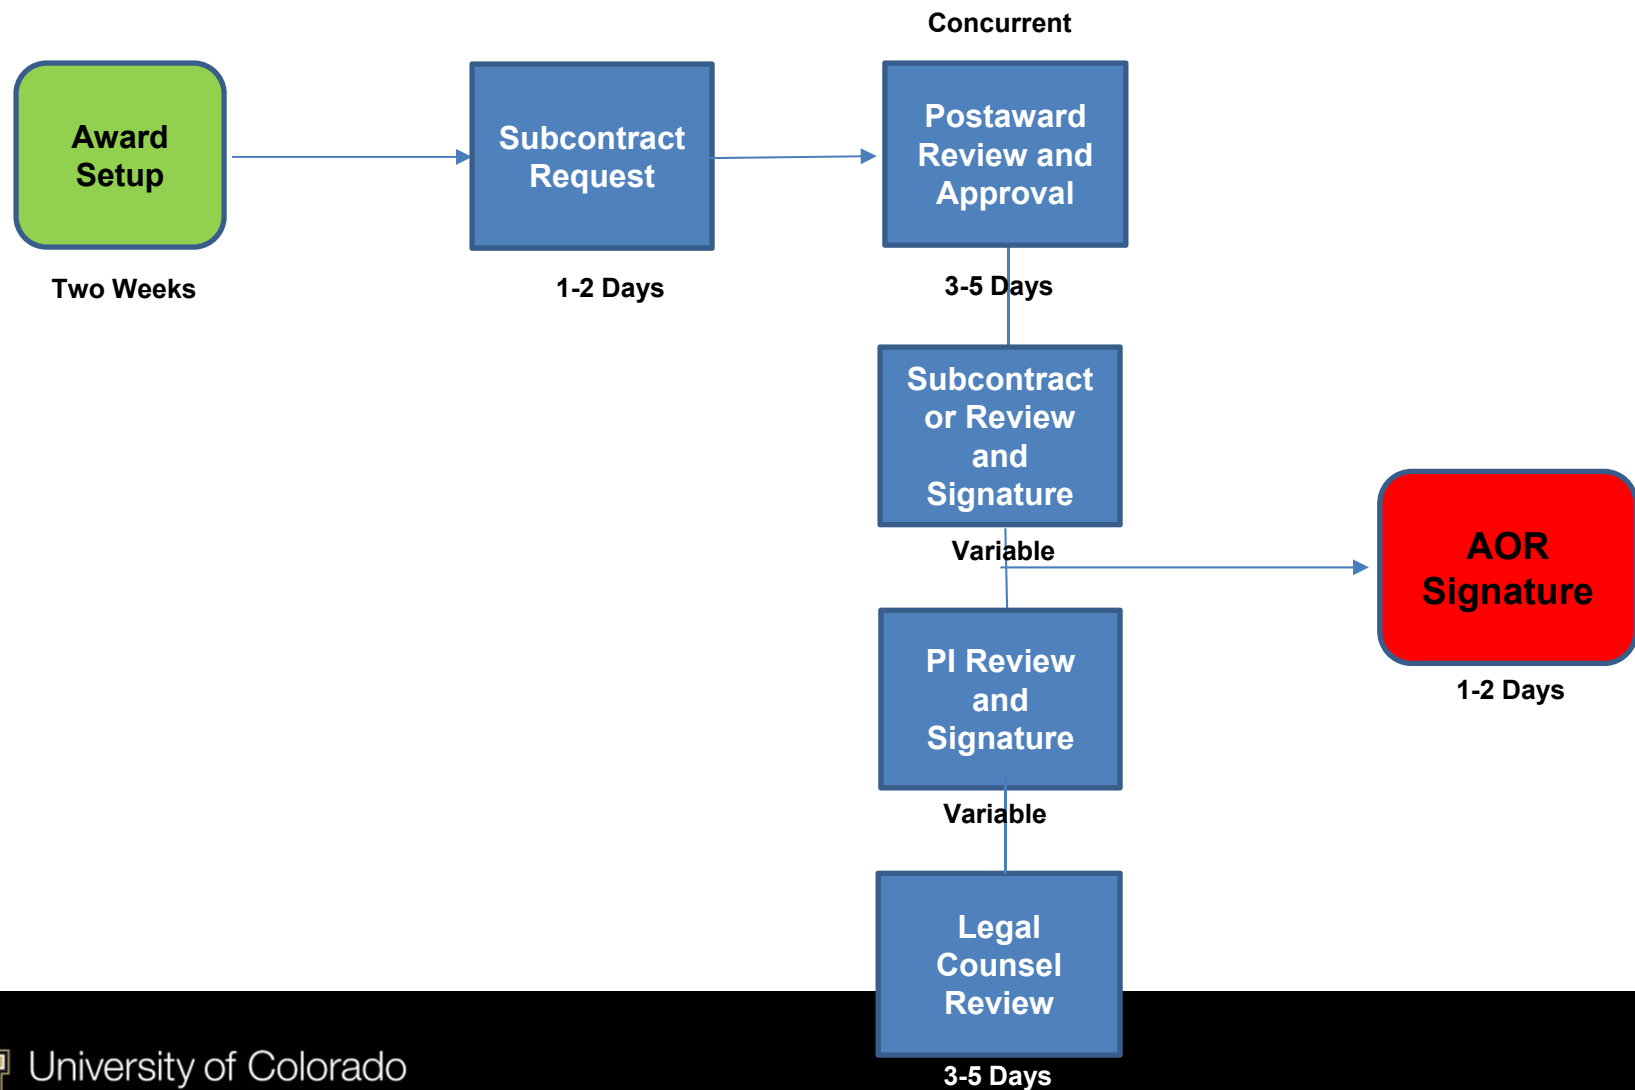 Concurrent
Award
Setup
Two Weeks
Subcontract
Request
1-2 Days
Postaward
Review and
Approval
3-5 Days
Subcontract
or Review
and
Signature
Variable
PI Review
and
Signature
Variable
Legal
Counsel
Review
3-5 Days
AOR
Signature
1-2 Days
University of Colorado